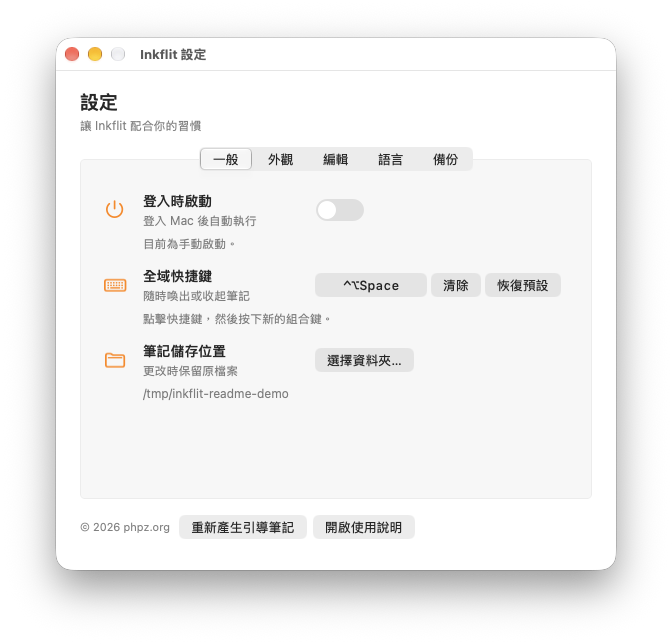 Inkflit 設定
設定
讓 Inkflit 配合你的習慣
一般 外觀 編輯 語言 備份
登入時啟動
登入 Mac 後自動執行
目前為手動啟動。
全域快捷鍵
隨時喚出或收起筆記
^⌥Space 清除 恢復預設
點擊快捷鍵，然後按下新的組合鍵。
筆記儲存位置
更改時保留原檔案
選擇資料夾...
/tmp/inkflit-readme-demo
© 2026 phpz.org 重新產生引導筆記 開啟使用說明